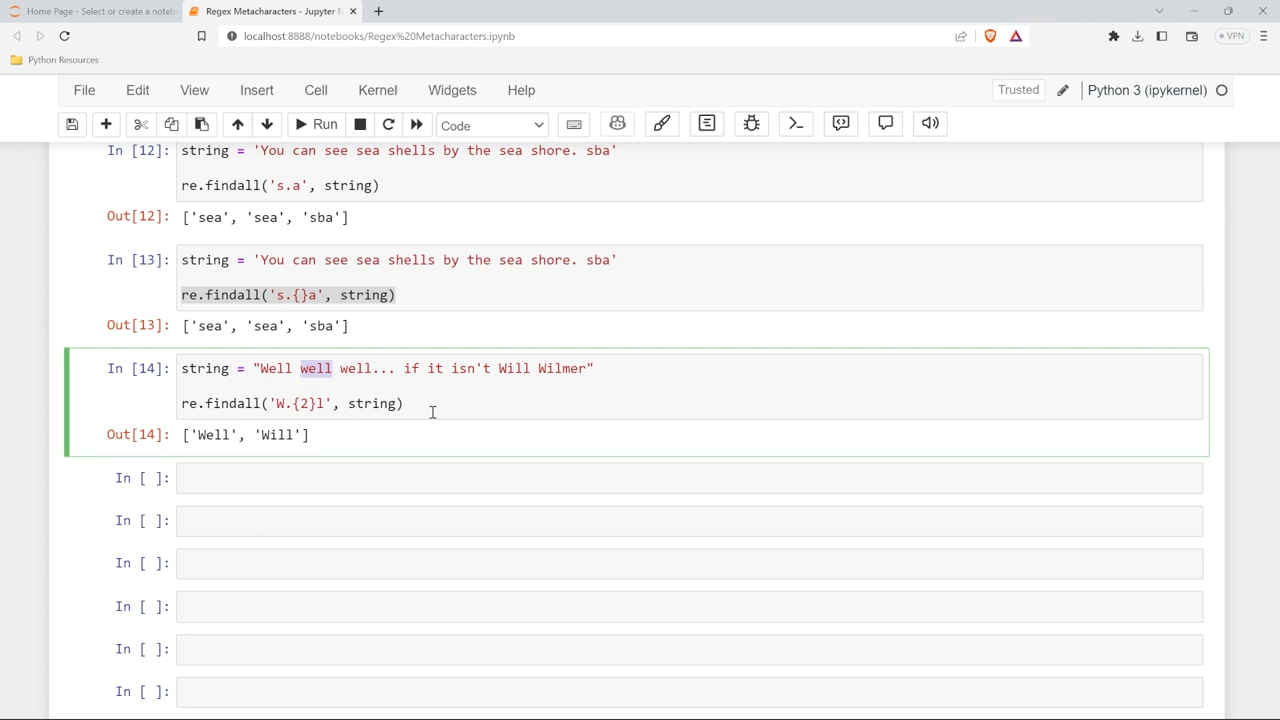 Home Page - Select or create a noteb
Regex Metacharacters - Jupyter N
localhost:8888/notebooks/Regex%20Metacharacters.ipynb
VPN
Python Resources
File Edit View Insert Cell Kernel Widgets Help
Trusted
Python 3 (ipykernel)
Run
Code
In [12]: string = 'You can see sea shells by the sea shore. sba'
re.findall('s.a', string)
Out[12]: ['sea', 'sea', 'sba']
In [13]: string = 'You can see sea shells by the sea shore. sba'
re.findall('s.{}a', string)
Out[13]: ['sea', 'sea', 'sba']
In [14]: string = "Well well well... if it isn't Will Wilmer"
re.findall('W.{2}l', string)
Out[14]: ['Well', 'Will']
In [ ]:
In [ ]:
In [ ]:
In [ ]:
In [ ]:
In [ ]: